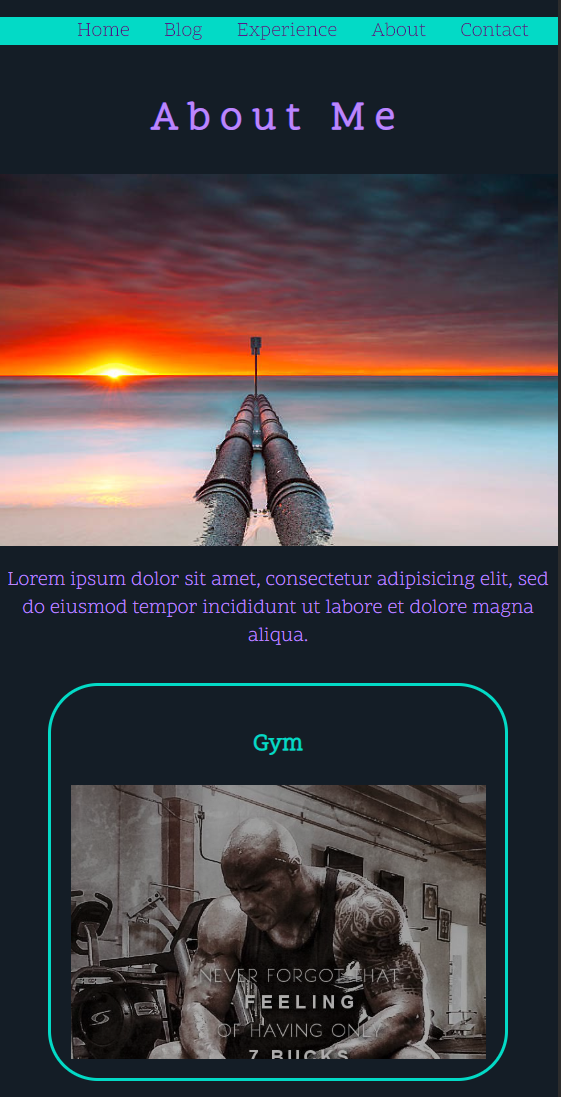 Home Blog Experience About Contact
About Me
Lorem ipsum dolor sit amet, consectetur adipisicing elit, sed
do eiusmod tempor incididunt ut labore et dolore magna
aliqua.
Gym
NEVER FORGOT THAT
FEELING
OF HAVING ONLY
7 BUCKS